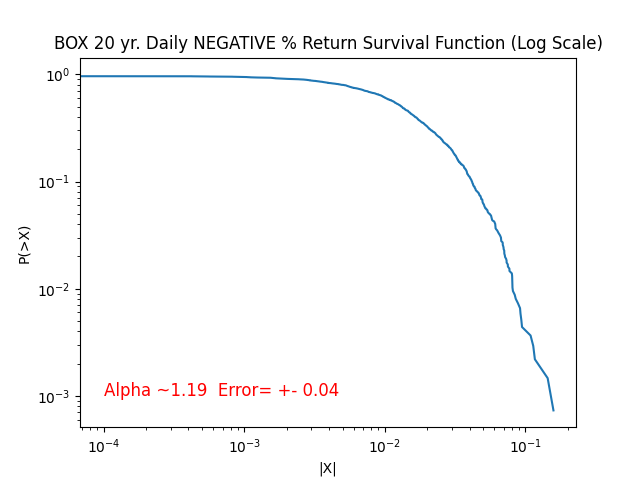 BOX 20 yr. Daily NEGATIVE % Return Survival Function (Log Scale)
10⁰
10⁻¹
10⁻²
10⁻³
P(>X)
Alpha ~1.19  Error= +- 0.04
10⁻⁴ 10⁻³ 10⁻² 10⁻¹
|X|